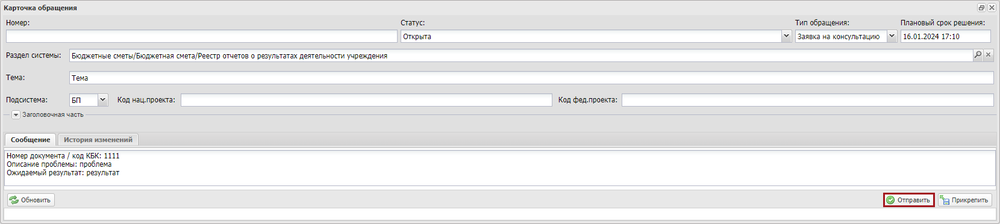 Карточка обращения
Номер: Статус: Тип обращения: Плановый срок решения:
Открыта Заявка на консультацию 16.01.2024 17:10
Раздел системы: Бюджетные сметы/Бюджетная смета/Реестр отчетов о результатах деятельности учреждения
Тема: Тема
Подсистема: БП Код нац.проекта: Код фед.проекта:
Заголовочная часть
Сообщение История изменений
Номер документа / код КБК: 1111
Описание проблемы: проблема
Ожидаемый результат: результат
Обновить Отправить Прикрепить